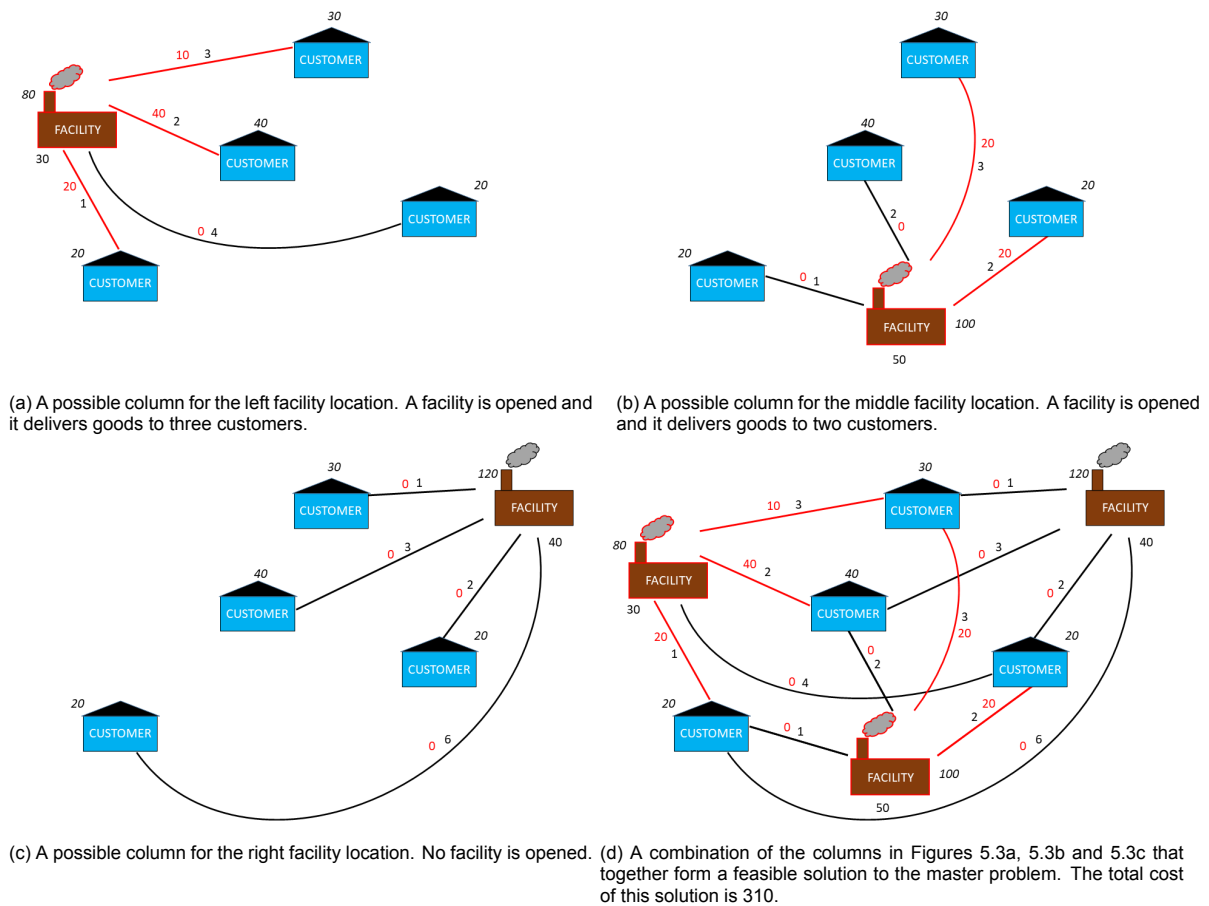 30
10 3
CUSTOMER
80
40
2
40
FACILITY
CUSTOMER
30
20
1
20
0 4
CUSTOMER
20
CUSTOMER
30
CUSTOMER
40
20
CUSTOMER
3
20
2
CUSTOMER
0
20
20
0 1
2
CUSTOMER
FACILITY
100
50
(a) A possible column for the left facility location. A facility is opened and
it delivers goods to three customers.
(b) A possible column for the middle facility location. A facility is opened
and it delivers goods to two customers.
30
120
0 1
CUSTOMER
FACILITY
0 3
40
40
0 2
CUSTOMER
20
CUSTOMER
20
CUSTOMER
0 6
30
120
0 1
10 3
CUSTOMER
FACILITY
80
0 3
40
40
2
40
FACILITY
CUSTOMER
0 2
30
20
3
20
1
0
20
2
CUSTOMER
0 4
20
20
2
CUSTOMER
0 1
0 6
FACILITY
100
50
(c) A possible column for the right facility location. No facility is opened.
(d) A combination of the columns in Figures 5.3a, 5.3b and 5.3c that
together form a feasible solution to the master problem. The total cost
of this solution is 310.